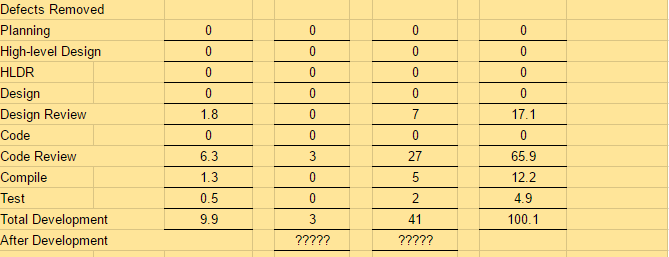 Defects Removed
Planning 0 0 0 0
High-level Design 0 0 0 0
HLDR 0 0 0 0
Design 0 0 0 0
Design Review 1.8 0 7 17.1
Code 0 0 0 0
Code Review 6.3 3 27 65.9
Compile 1.3 0 5 12.2
Test 0.5 0 2 4.9
Total Development 9.9 3 41 100.1
After Development ????? ?????